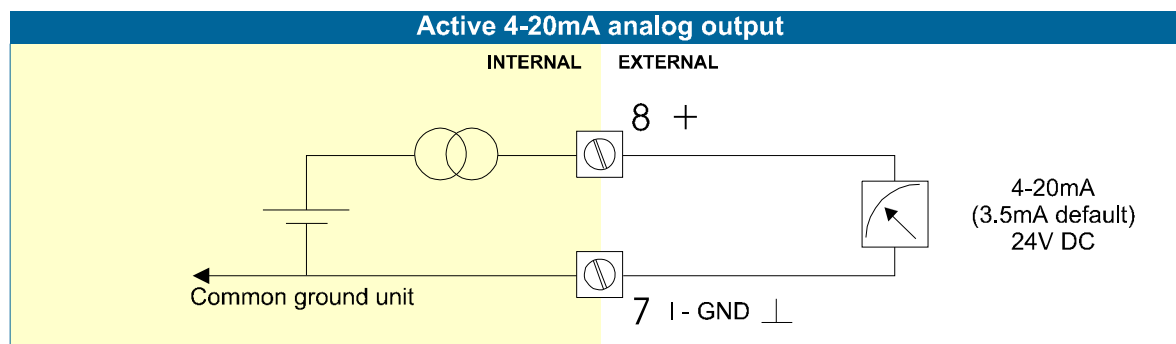 Active 4-20mA analog output
INTERNAL EXTERNAL
8 +
4-20mA
(3.5mA default)
24V DC
Common ground unit
7 I - GND ⊥